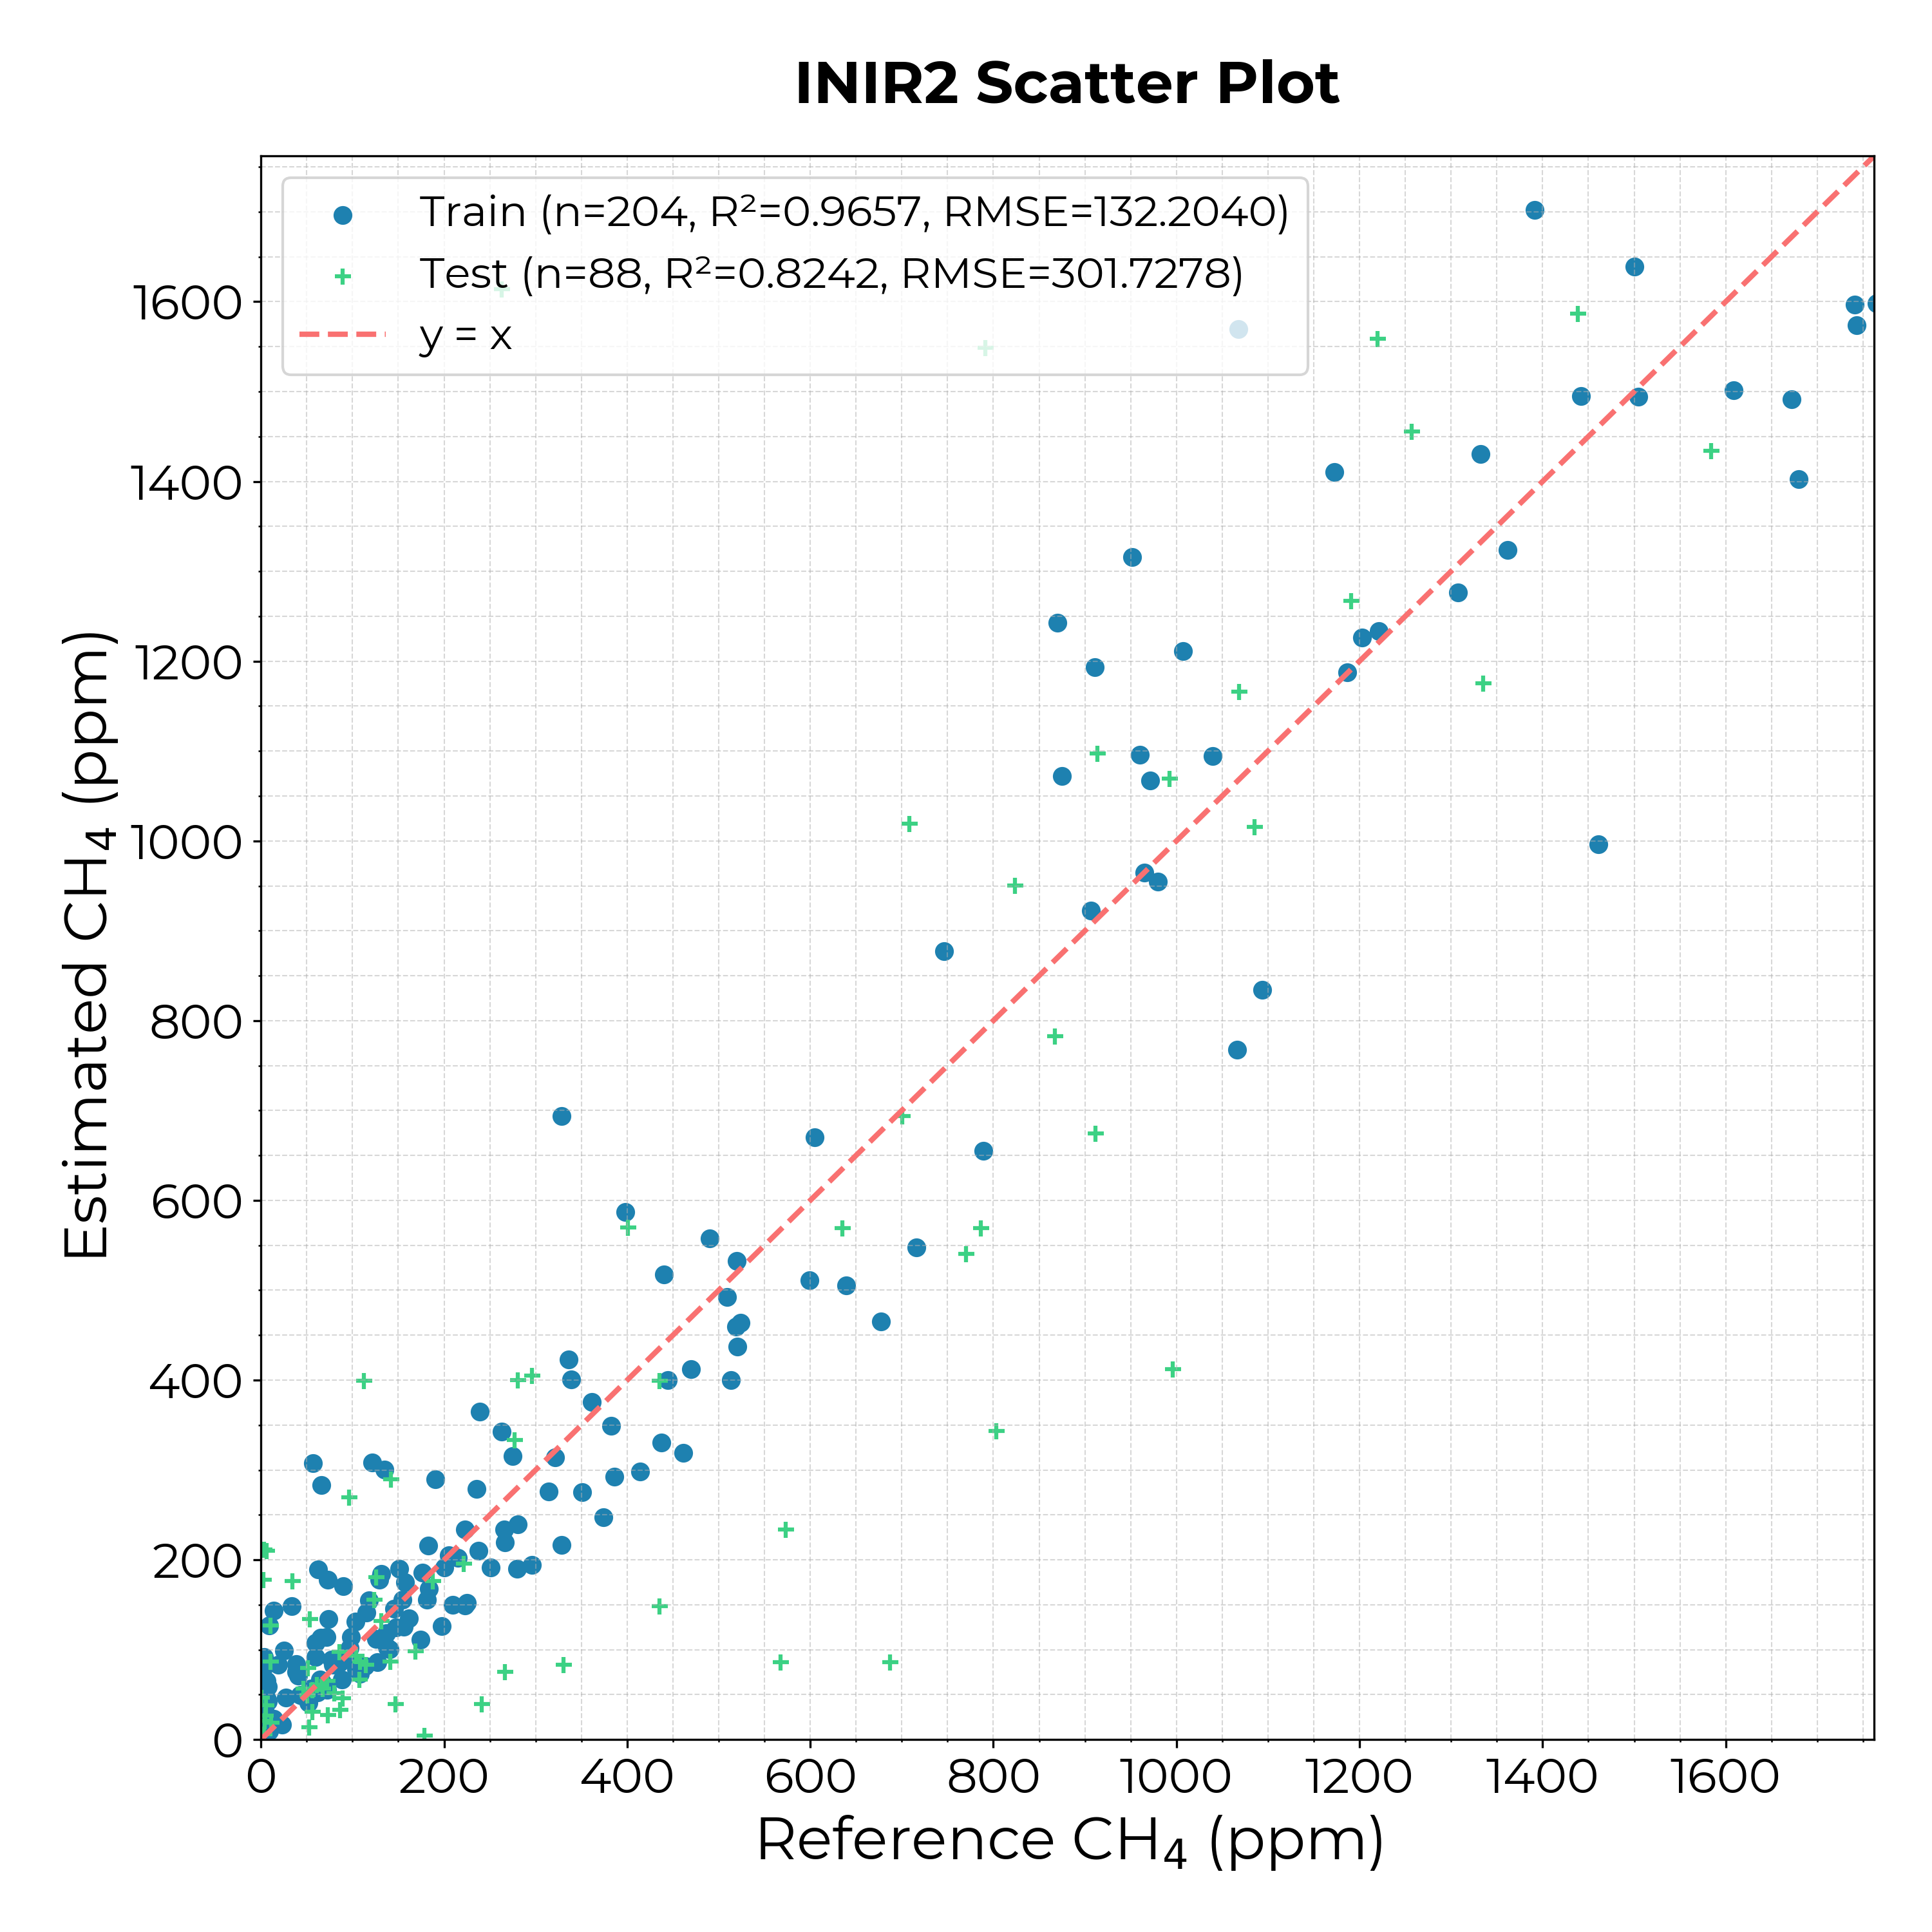 INIR2 Scatter Plot
Train (n=204, R²=0.9657, RMSE=132.2040)
Test (n=88, R²=0.8242, RMSE=301.7278)
y = x
Estimated CH₄ (ppm)
1600
1400
1200
1000
800
600
400
200
0
0 200 400 600 800 1000 1200 1400 1600
Reference CH₄ (ppm)